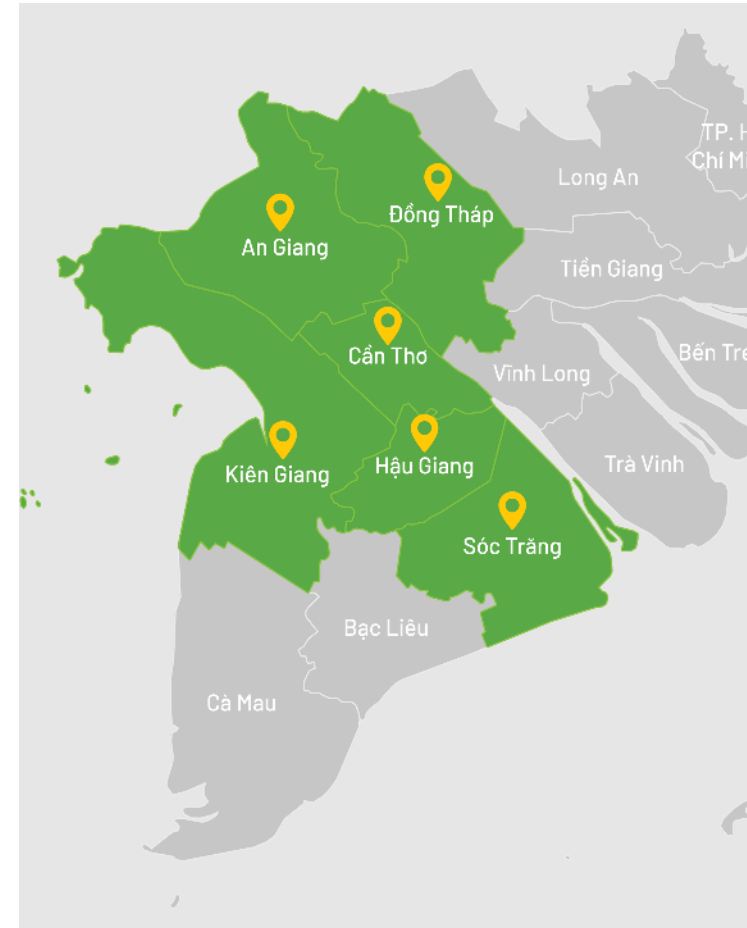 TP. H
Chí Mi
Long An
Đồng Tháp
An Giang
Tiền Giang
Cần Thơ
Bến Tre
Vĩnh Long
Kiên Giang
Hậu Giang
Trà Vinh
Sóc Trăng
Bạc Liêu
Cà Mau